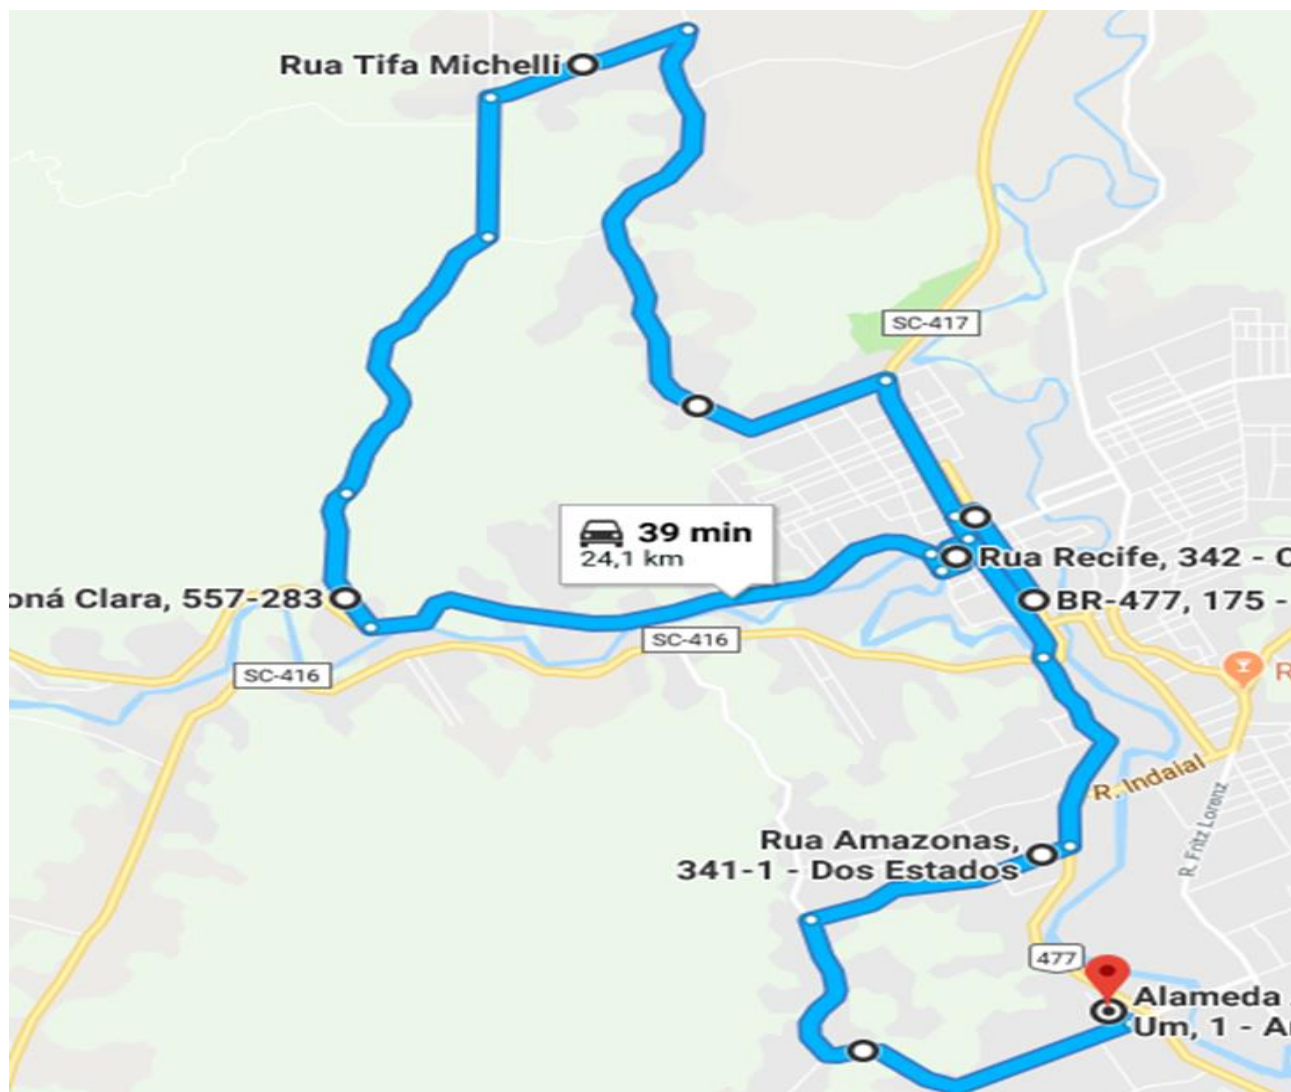 Rua Tifa Michelli
SC-417
39 min
24,1 km
Rua Recife, 342 - C
oná Clara, 557-283
BR-477, 175 -
SC-416
SC-416
R
R. Indaial
R. Fritz Lorenz
Rua Amazonas,
341-1 - Dos Estados
477
Alameda
Um, 1 - A